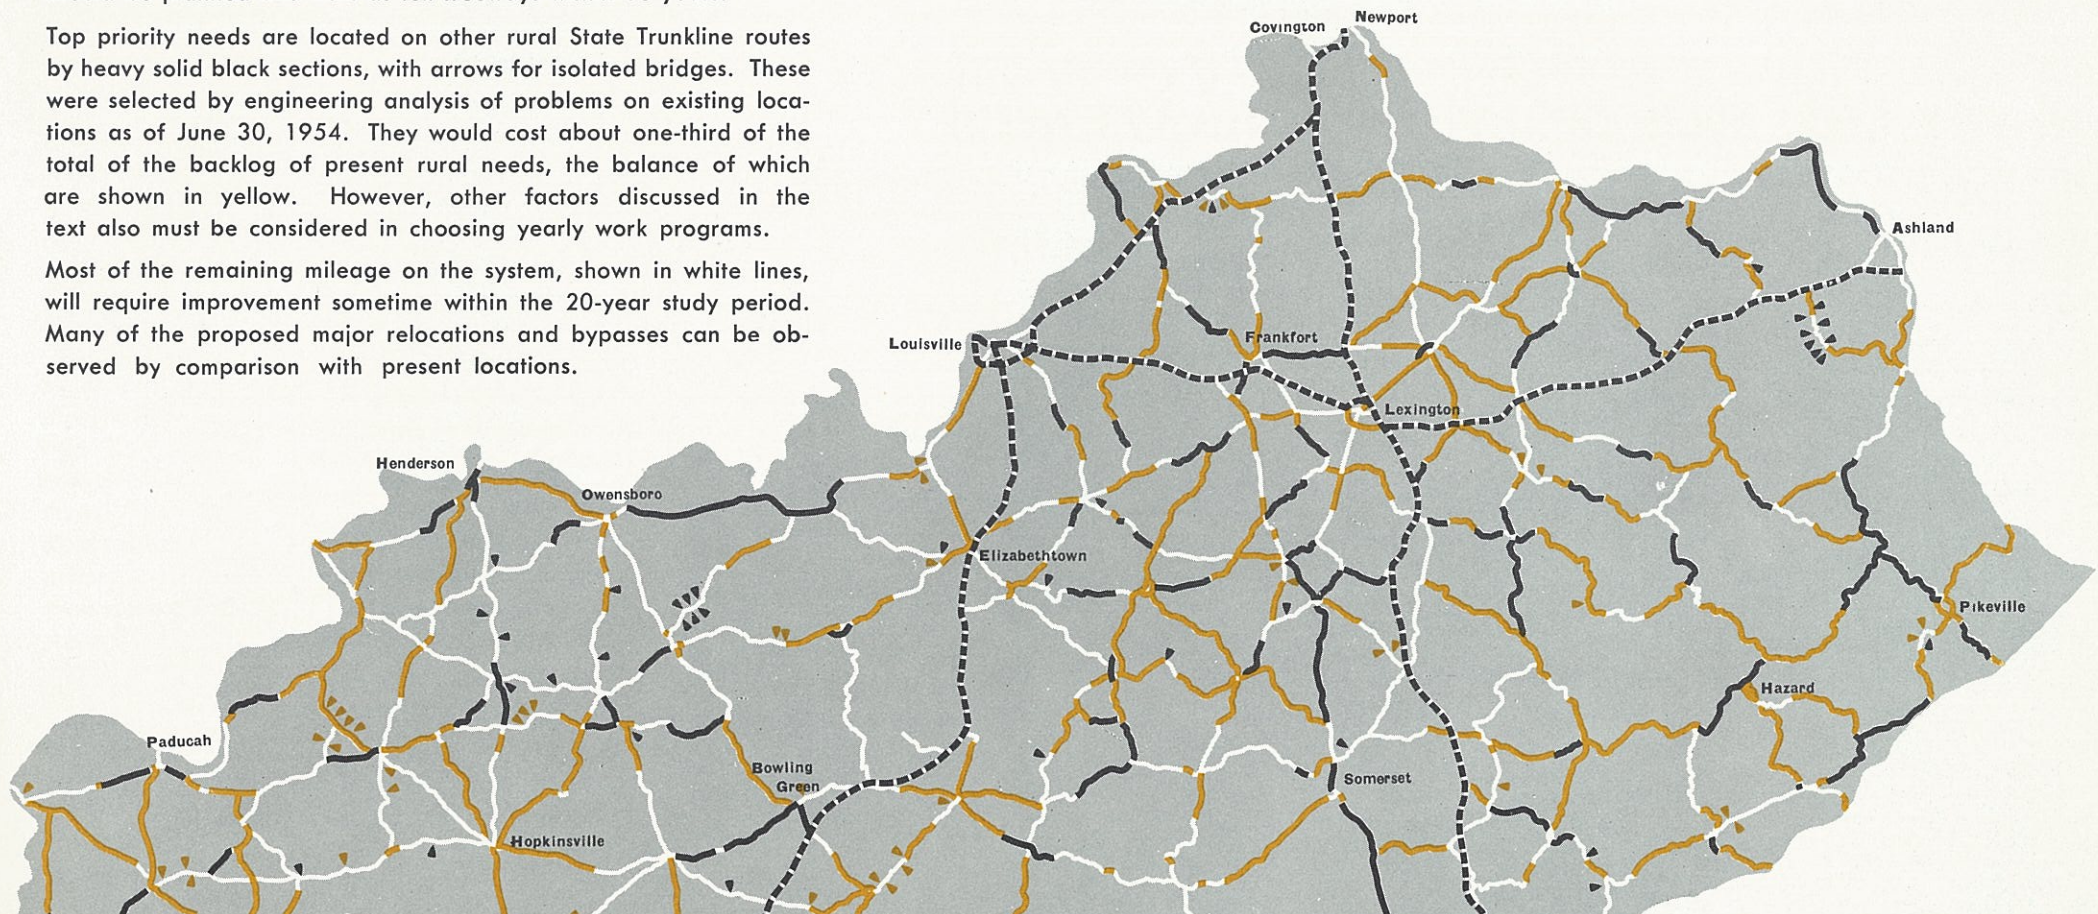 Top priority needs are located on other rural State Trunkline routes
by heavy solid black sections, with arrows for isolated bridges. These
were selected by engineering analysis of problems on existing loca-
tions as of June 30, 1954. They would cost about one-third of the
total of the backlog of present rural needs, the balance of which
are shown in yellow. However, other factors discussed in the
text also must be considered in choosing yearly work programs.
Most of the remaining mileage on the system, shown in white lines,
will require improvement sometime within the 20-year study period.
Many of the proposed major relocations and bypasses can be ob-
served by comparison with present locations.
Newport
Covington
Ashland
Louisville
Frankfort
Lexington
Henderson
Owensboro
Elizabethtown
Pikeville
Hazard
Paducah
Bowling
Green
Somerset
Hopkinsville